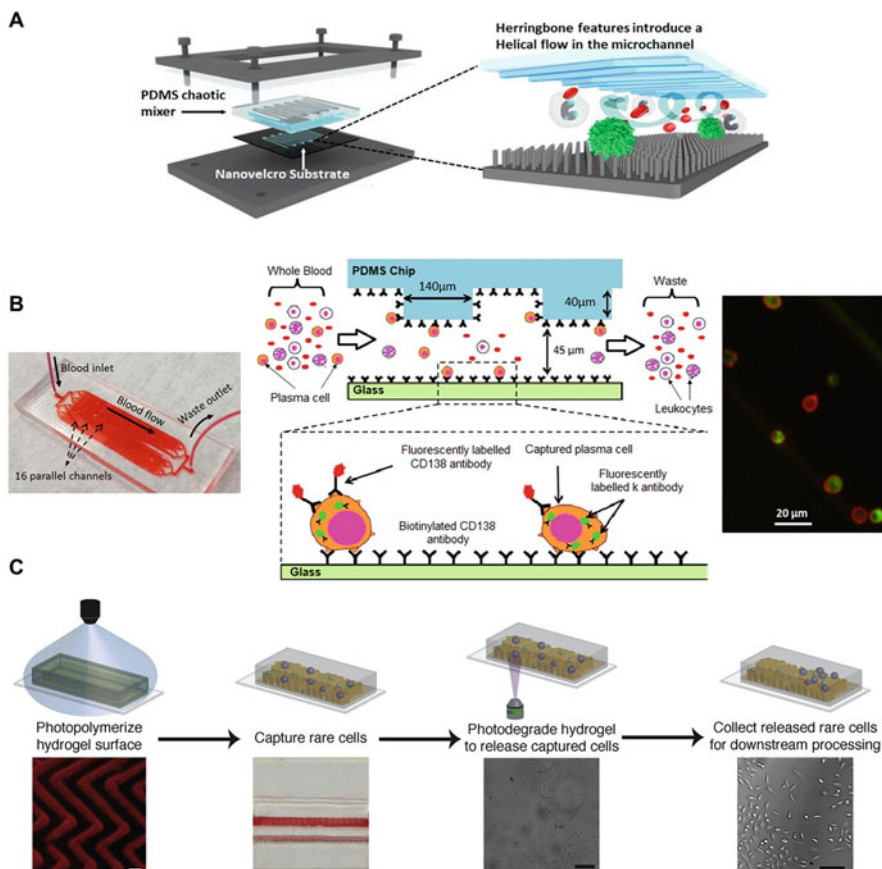 A
PDMS chaotic
mixer
Nanovelcro Substrate
Herringbone features introduce a
Helical flow in the microchannel
B
Blood inlet
Blood flow
Waste outlet
16 parallel channels
Whole Blood
Plasma cell
PDMS Chip
140µm
40µm
45 µm
Glass
Waste
Leukocytes
Fluorescently labelled
CD138 antibody
Captured plasma cell
Fluorescently
labelled k antibody
Biotinylated CD138
antibody
Glass
20 µm
C
Photopolymerize
hydrogel surface
Capture rare cells
Photodegrade hydrogel
to release captured cells
Collect released rare cells
for downstream processing